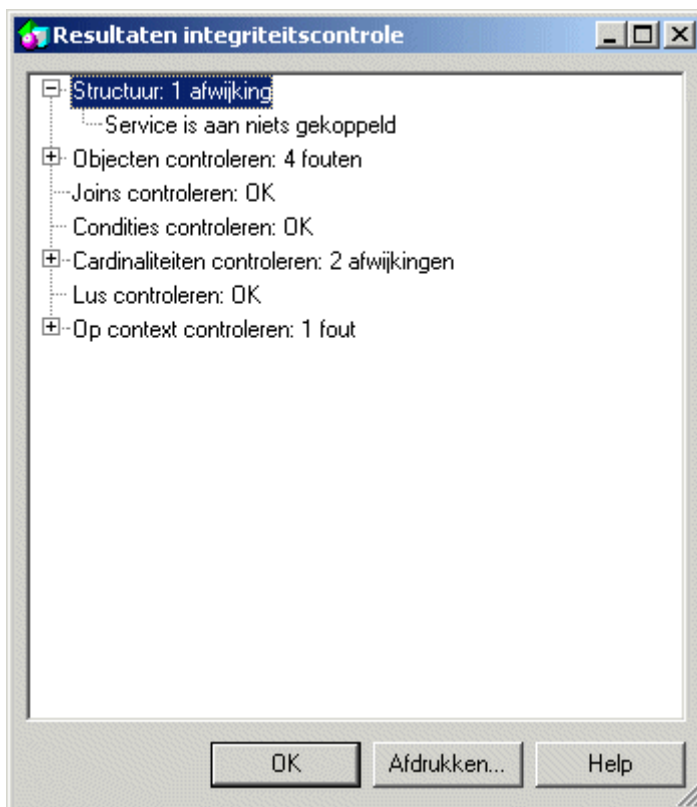 Resultaten integriteitscontrole
Structuur: 1 afwijking
Service is aan niets gekoppeld
Objecten controleren: 4 fouten
Joins controleren: OK
Condities controleren: OK
Cardinaliteiten controleren: 2 afwijkingen
Lus controleren: OK
Op context controleren: 1 fout
OK
Afdrukken...
Help